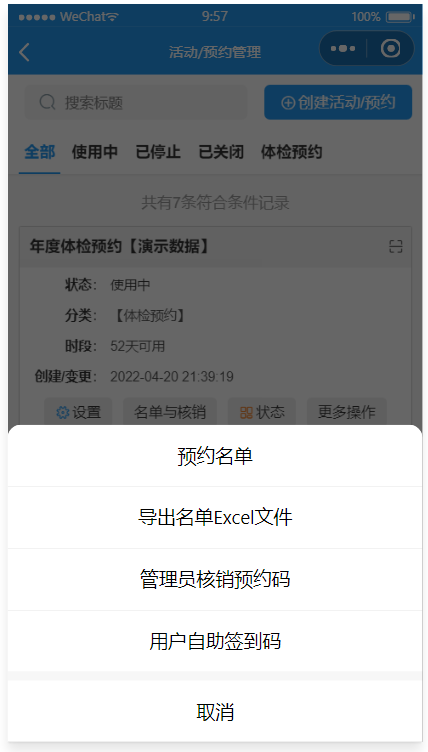 WeChat 9:57 100%
活动/预约管理
搜索标题 创建活动/预约
全部 使用中 已停止 已关闭 体检预约
共有7条符合条件记录
年度体检预约【演示数据】
状态： 使用中
分类： 【体检预约】
时段： 52天可用
创建/变更： 2022-04-20 21:39:19
设置 名单与核销 状态 更多操作
预约名单
导出名单Excel文件
管理员核销预约码
用户自助签到码
取消